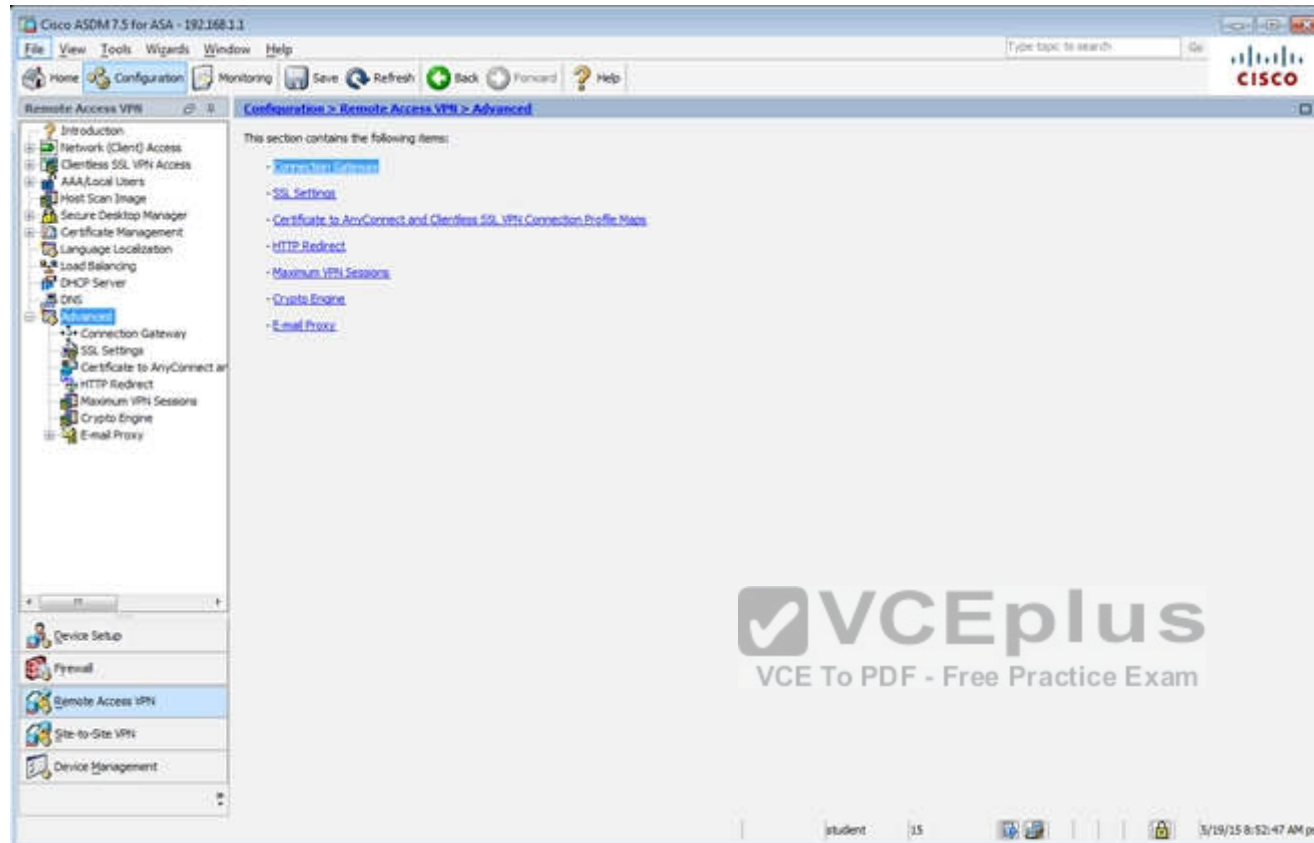 Cisco ASDM 7.5 for ASA - 192.168.1.1
File View Tools Wizards Window Help
Type topic to search Go
Home Configuration Monitoring Save Refresh Back Forward Help
CISCO
Remote Access VPN
Configuration > Remote Access VPN > Advanced
Introduction
Network (Client) Access
Clientless SSL VPN Access
AAA/Local Users
Host Scan Image
Secure Desktop Manager
Certificate Management
Language Localization
Load Balancing
DHCP Server
DNS
Advanced
Connection Gateway
SSL Settings
Certificate to AnyConnect ar
HTTP Redirect
Maximum VPN Sessions
Crypto Engine
E-mail Proxy
This section contains the following items:
- Connection Gateway
- SSL Settings
- Certificate to AnyConnect and Clientless SSL VPN Connection Profile Maps
- HTTP Redirect
- Maximum VPN Sessions
- Crypto Engine
- E-mail Proxy
Device Setup
Firewall
Remote Access VPN
Site-to-Site VPN
Device Management
VCEplus
VCE To PDF - Free Practice Exam
student 15 5/19/15 8:52:47 AM